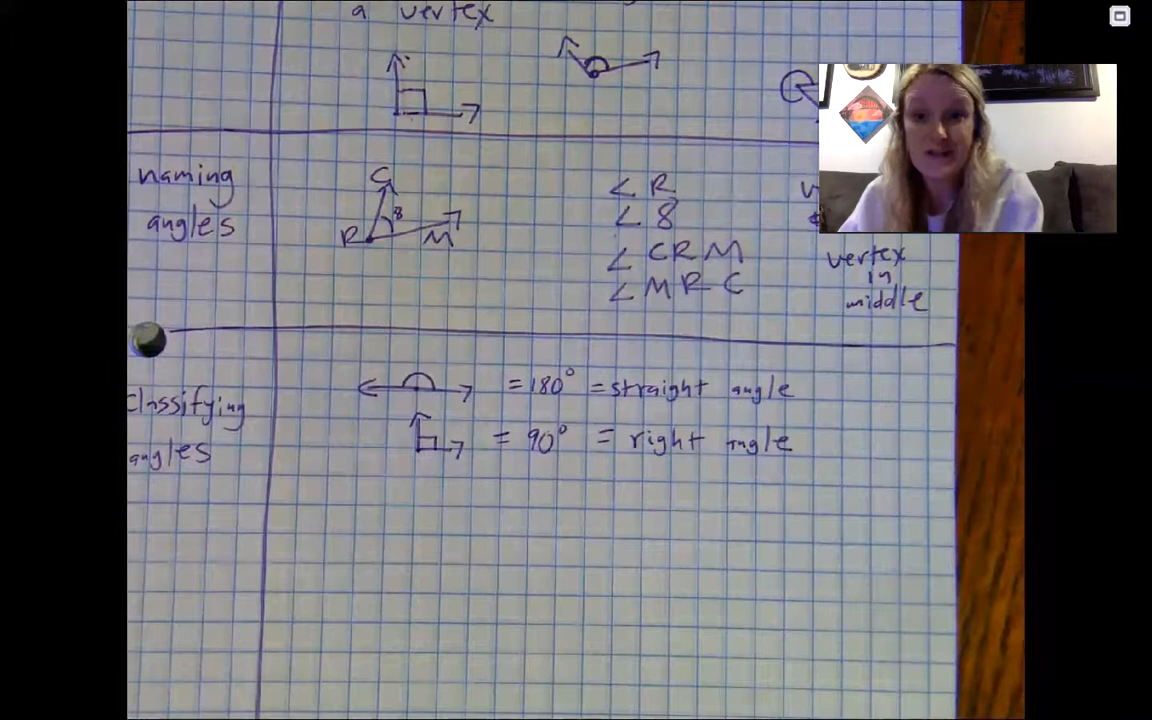 a vertex
naming
angles
C
8
R
M
∠ R
∠ 8
∠ CRM
∠ MRC
vertex
in
middle
classifying
angles
= 180° = straight angle
= 90° = right angle